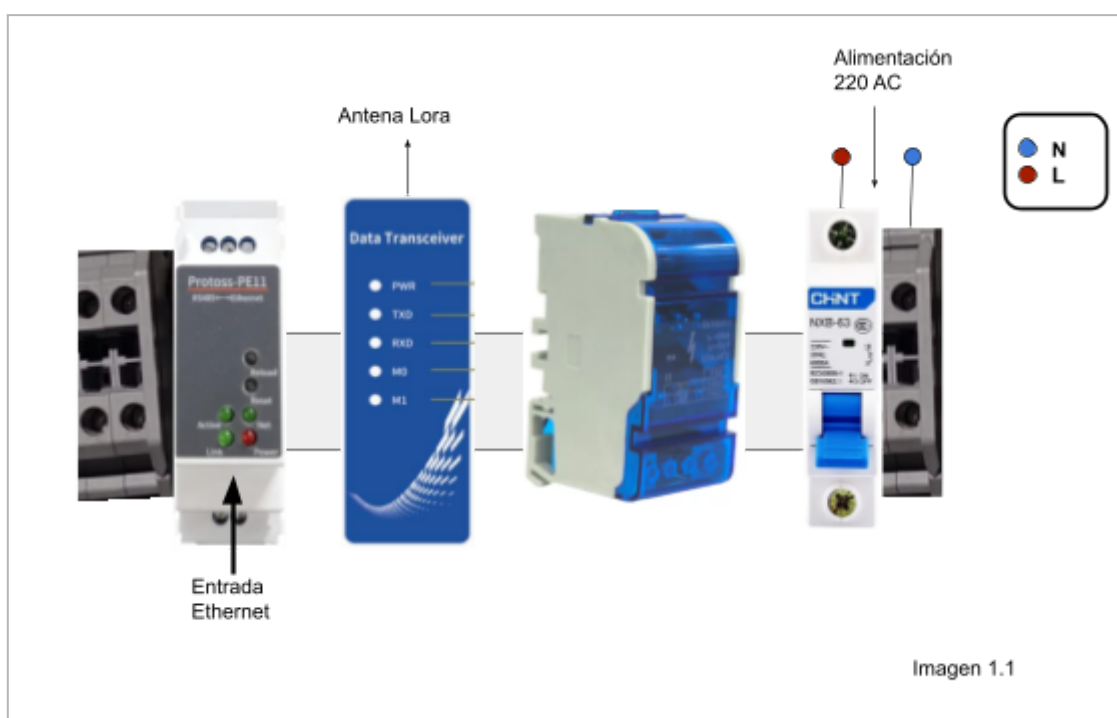 Alimentación
220 AC
Antena Lora
N
L
Data Transceiver
PWR
TXD
RXD
M0
M1
Protoss-PE11
RS485 Ethernet
Reload
Reset
Active
Net
Link
Power
CHNT
NXB-63
Entrada
Ethernet
Imagen 1.1